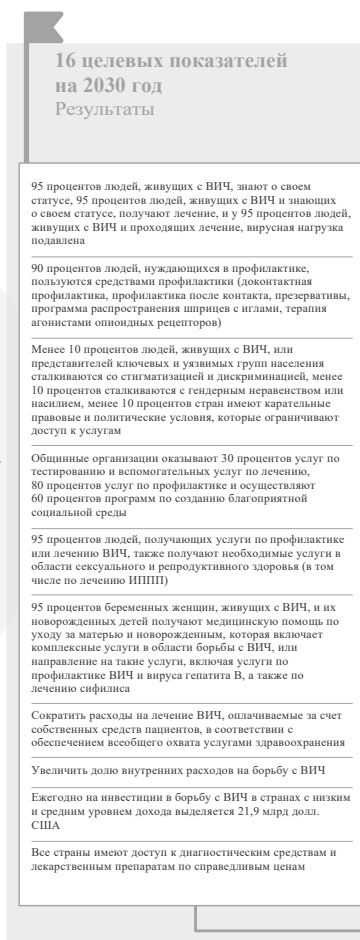 16 целевых показателей
на 2030 год
Результаты
95 процентов людей, живущих с ВИЧ, знают о своем
статусе, 95 процентов людей, живущих с ВИЧ и знающих
о своем статусе, получают лечение, и у 95 процентов людей,
живущих с ВИЧ и проходящих лечение, вирусная нагрузка
подавлена
90 процентов людей, нуждающихся в профилактике,
пользуются средствами профилактики (доконтактная
профилактика, профилактика после контакта, презервативы,
программа распространения шприцев с иглами, терапия
агонистами опиоидных рецепторов)
Менее 10 процентов людей, живущих с ВИЧ, или
представителей ключевых и уязвимых групп населения
сталкиваются со стигматизацией и дискриминацией, менее
10 процентов сталкиваются с гендерным неравенством или
насилием, менее 10 процентов стран имеют карательные
правовые и политические условия, которые ограничивают
доступ к услугам
Общинные организации оказывают 30 процентов услуг по
тестированию и вспомогательных услуг по лечению,
80 процентов услуг по профилактике и осуществляют
60 процентов программ по созданию благоприятной
социальной среды
95 процентов людей, получающих услуги по профилактике
или лечению ВИЧ, также получают необходимые услуги в
области сексуального и репродуктивного здоровья (в том
числе по лечению ИППП)
95 процентов беременных женщин, живущих с ВИЧ, и их
новорожденных детей получают медицинскую помощь по
уходу за матерью и новорожденным, которая включает
комплексные услуги в области борьбы с ВИЧ, или
направление на такие услуги, включая услуги по
профилактике ВИЧ и вируса гепатита B, а также по
лечению сифилиса
Сократить расходы на лечение ВИЧ, оплачиваемые за счет
собственных средств пациентов, в соответствии с
обеспечением всеобщего охвата услугами здравоохранения
Увеличить долю внутренних расходов на борьбу с ВИЧ
Ежегодно на инвестиции в борьбу с ВИЧ в странах с низким
и средним уровнем дохода выделяется 21,9 млрд долл.
США
Все страны имеют доступ к диагностическим средствам и
лекарственным препаратам по справедливым ценам